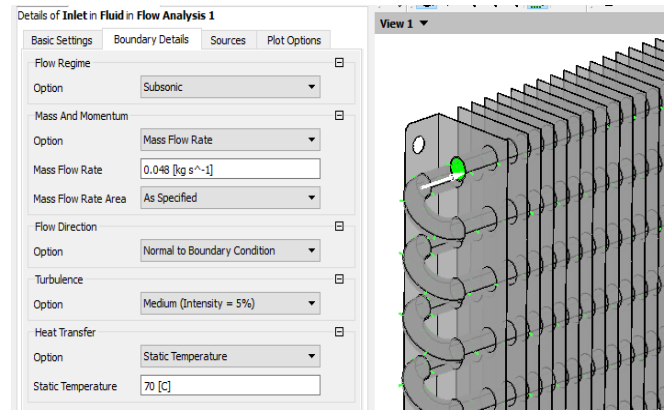 Details of Inlet in Fluid in Flow Analysis 1
Basic Settings Boundary Details Sources Plot Options
Flow Regime
Option Subsonic
Mass And Momentum
Option Mass Flow Rate
Mass Flow Rate 0.048 [kg s^-1]
Mass Flow Rate Area As Specified
Flow Direction
Option Normal to Boundary Condition
Turbulence
Option Medium (Intensity = 5%)
Heat Transfer
Option Static Temperature
Static Temperature 70 [C]
View 1